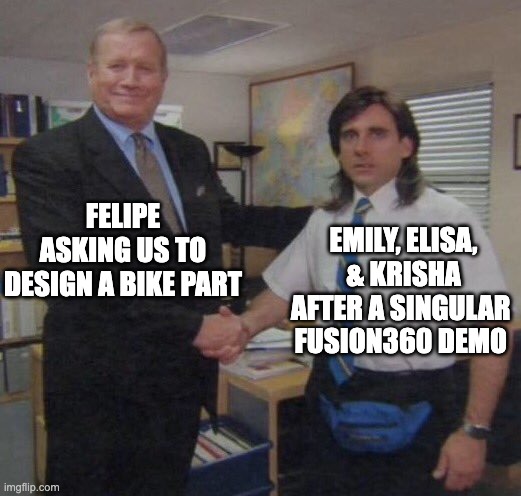 FELIPE
ASKING US TO
DESIGN A BIKE PART
EMILY, ELISA,
& KRISHA
AFTER A SINGULAR
FUSION360 DEMO
imgflip.com